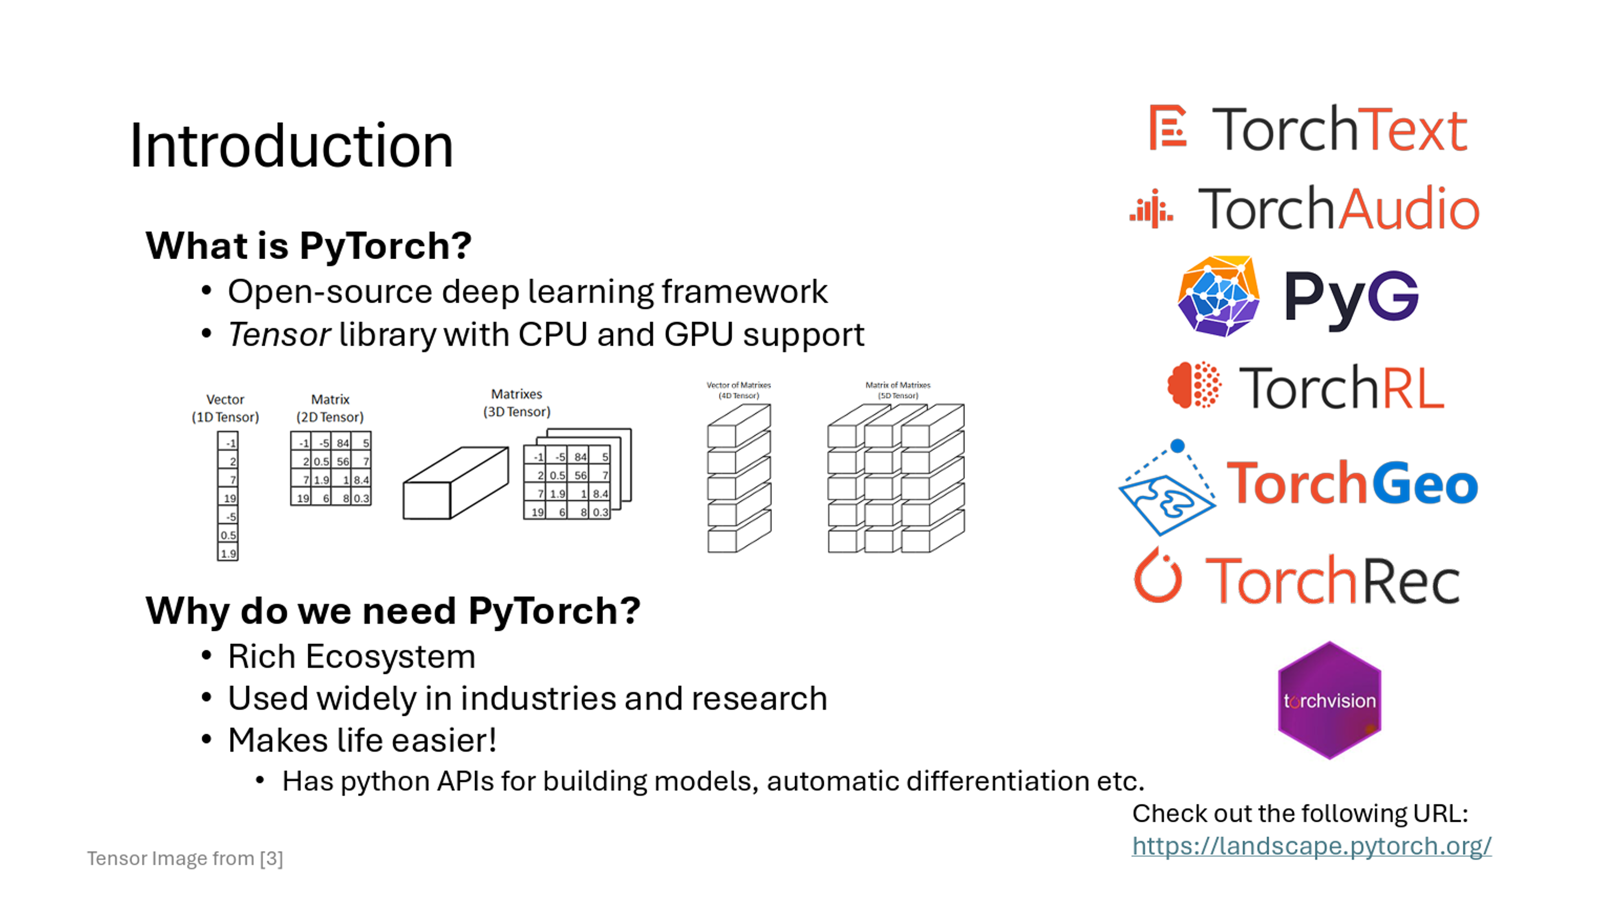 Introduction
What is PyTorch?
• Open-source deep learning framework
• Tensor library with CPU and GPU support
Vector
(1D Tensor)
-1
2
7
19
-5
0.5
1.9
Matrix
(2D Tensor)
-1 -5 84 5
2 0.5 56 7
7 1.9 1 8.4
19 6 8 0.3
Matrixes
(3D Tensor)
-1 -5 84 5
2 0.5 56 7
7 1.9 1 8.4
19 6 8 0.3
Vector of Matrixes
(4D Tensor)
Matrix of Matrixes
(5D Tensor)
Why do we need PyTorch?
• Rich Ecosystem
• Used widely in industries and research
• Makes life easier!
• Has python APIs for building models, automatic differentiation etc.
TorchText
TorchAudio
PyG
TorchRL
TorchGeo
TorchRec
torchvision
Check out the following URL:
https://landscape.pytorch.org/
Tensor Image from [3]